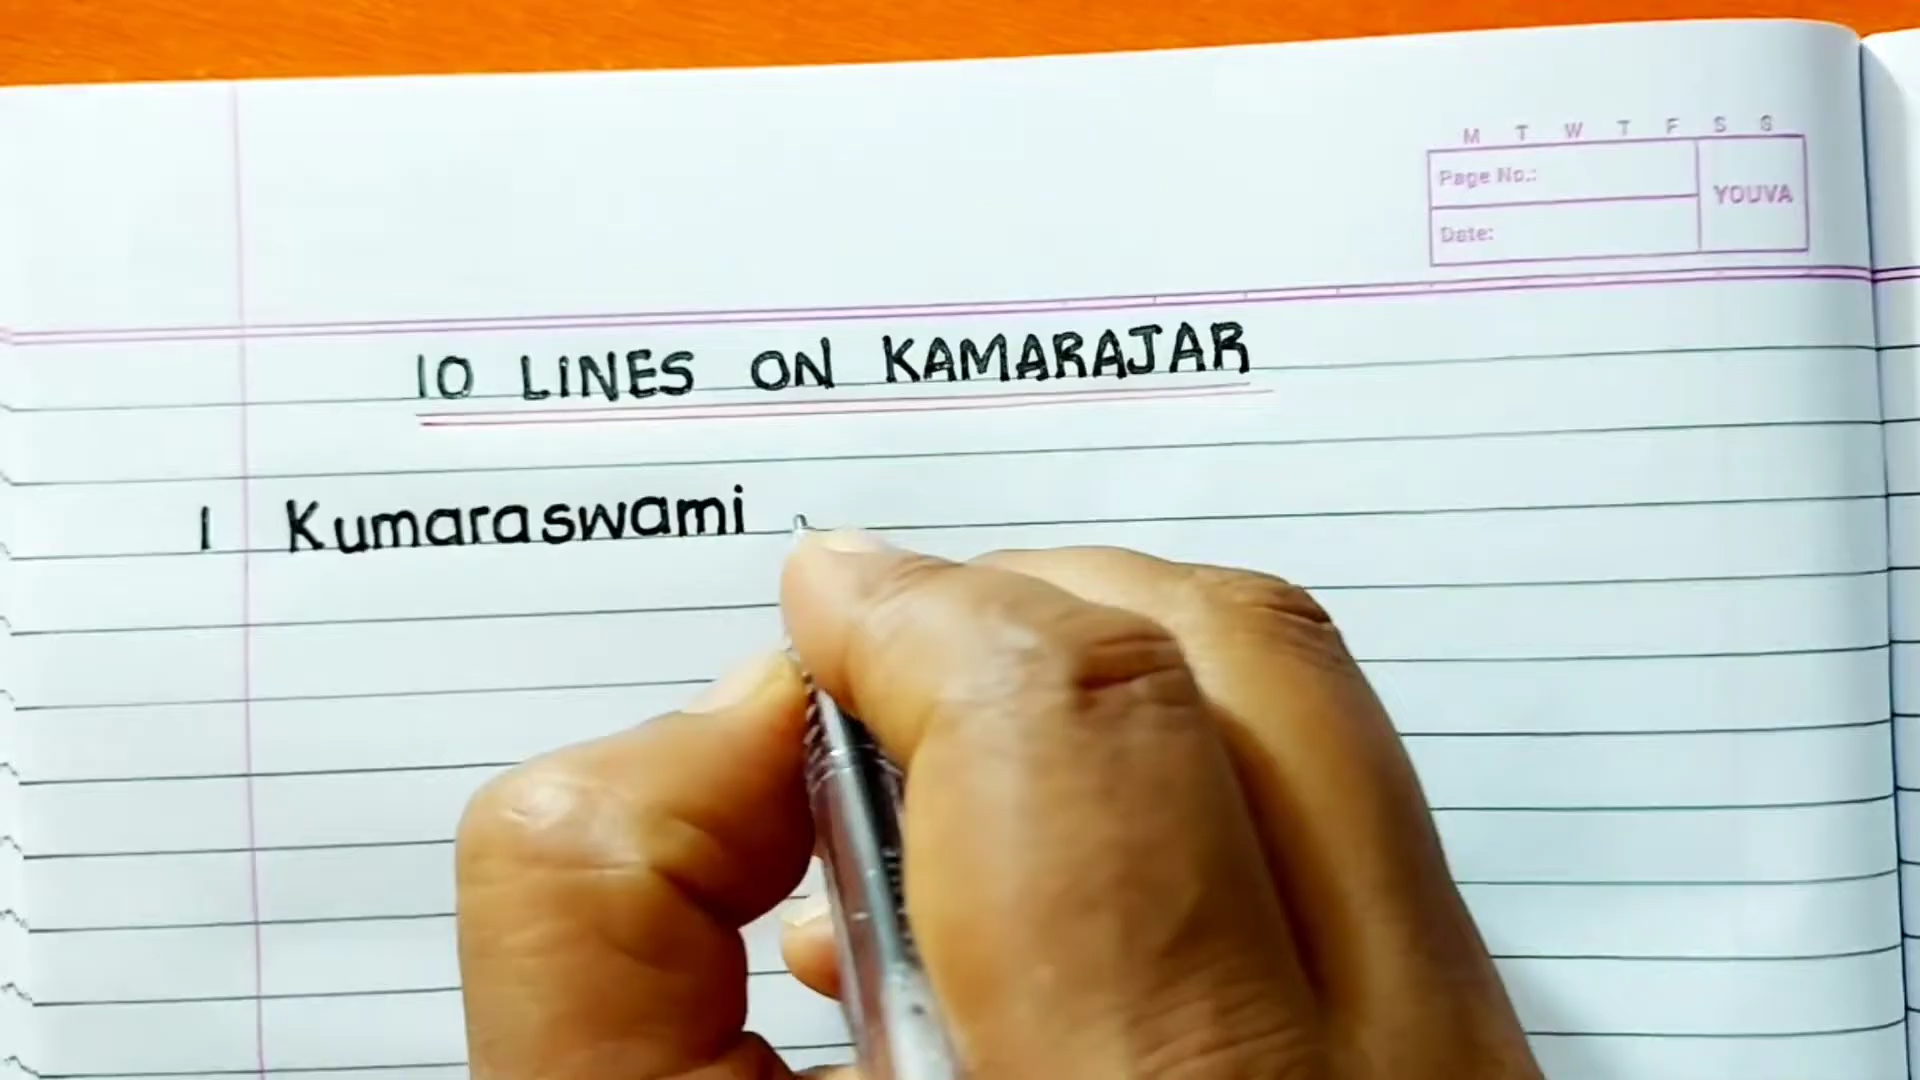 M T W T F S S
Page No.:
YOUVA
Date:
10 LINES ON KAMARAJAR
1 Kumaraswami